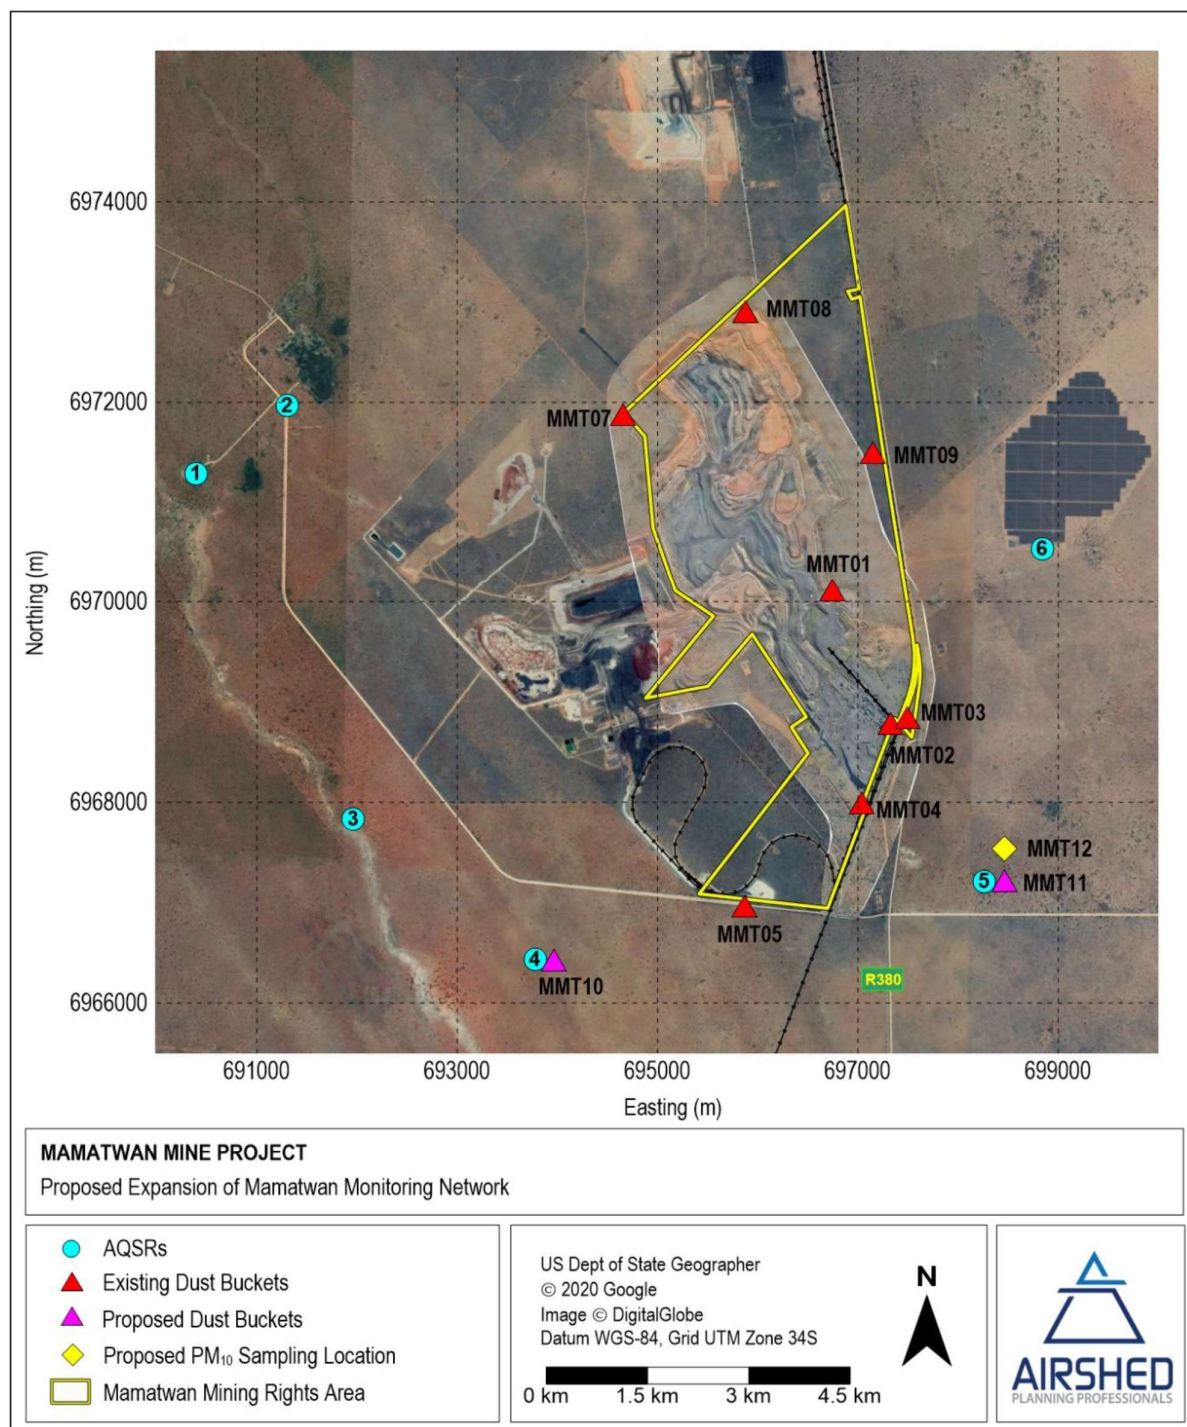 6974000
MMT08
6972000
2
MMT07
MMT09
1
6
MMT01
Northing (m)
6970000
MMT03
MMT02
6968000
3
MMT04
MMT12
5
MMT11
MMT05
4
MMT10
R380
6966000
691000 693000 695000 697000 699000
Easting (m)
MAMATWAN MINE PROJECT
Proposed Expansion of Mamatwan Monitoring Network
AQSRs
Existing Dust Buckets
Proposed Dust Buckets
Proposed PM₁₀ Sampling Location
Mamatwan Mining Rights Area
US Dept of State Geographer
© 2020 Google
Image © DigitalGlobe
Datum WGS-84, Grid UTM Zone 34S
0 km 1.5 km 3 km 4.5 km
N
AIRSHED
PLANNING PROFESSIONALS